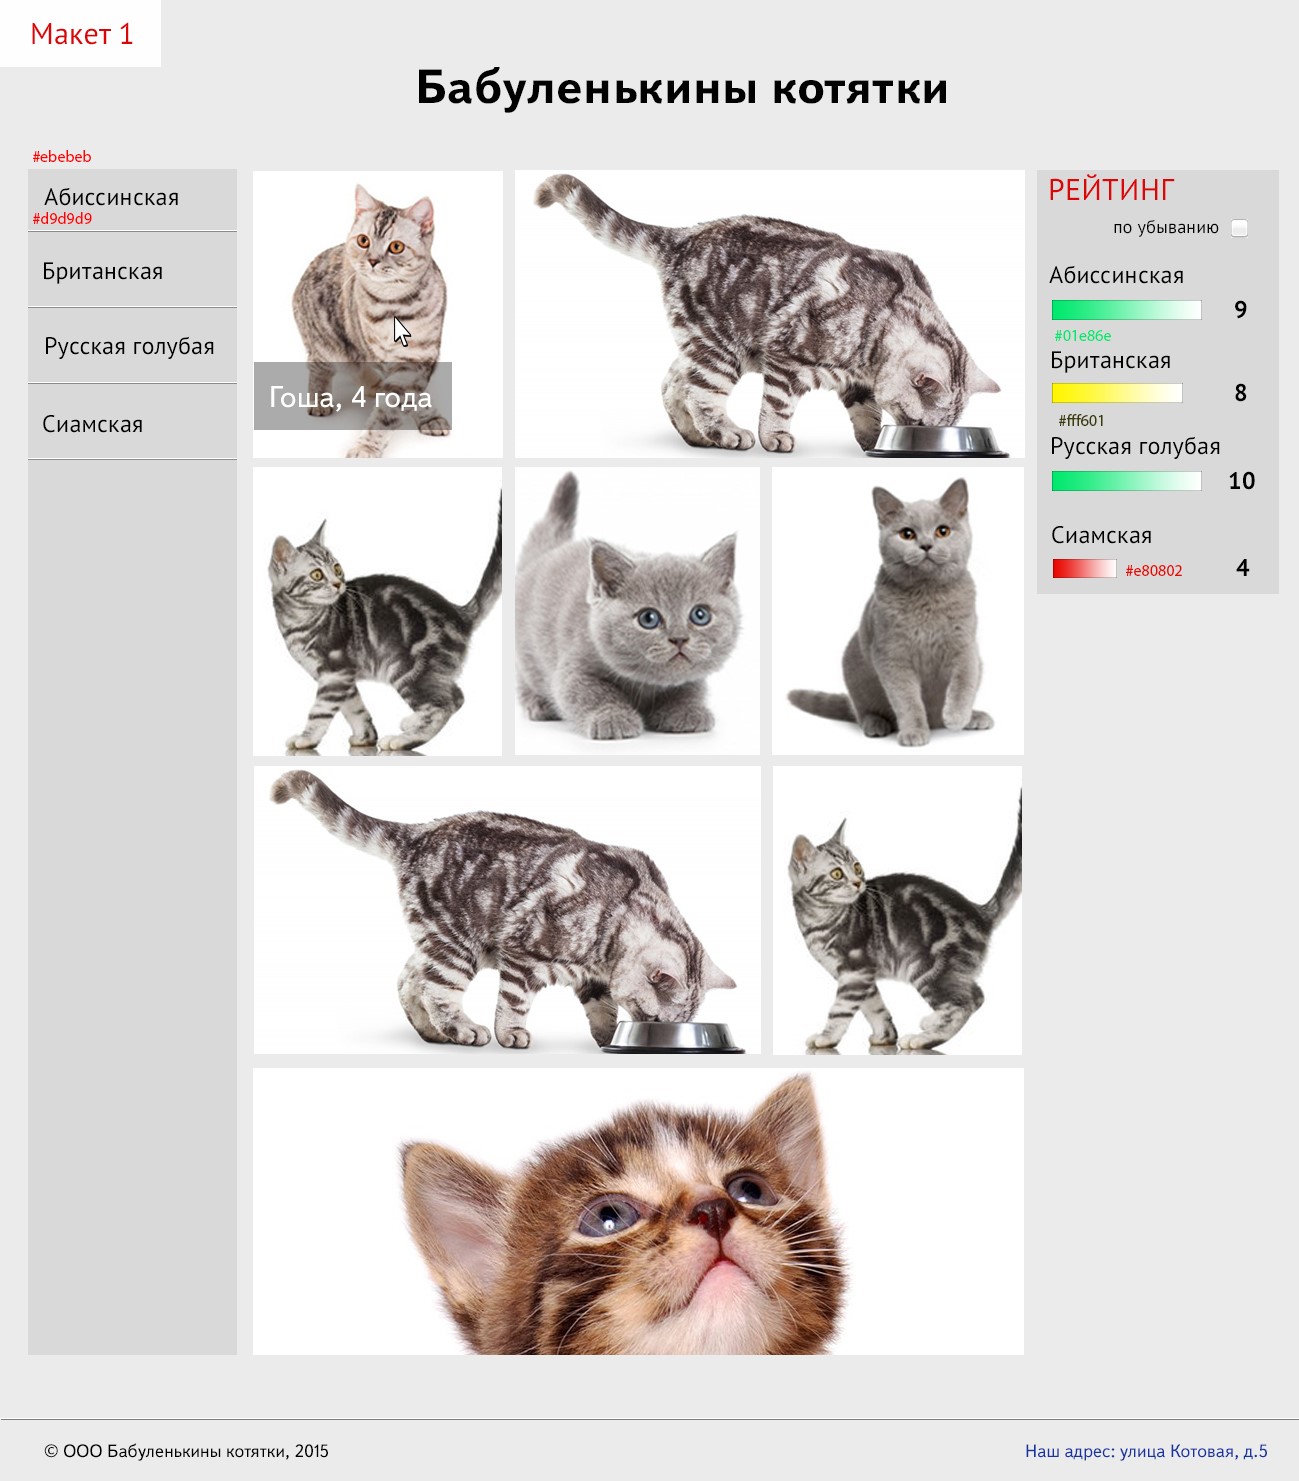 Макет 1
Бабуленькины котятки
#ebebeb
Абиссинская
#d9d9d9
Британская
Русская голубая
Сиамская
Гоша, 4 года
РЕЙТИНГ
по убыванию
Абиссинская
9
#01e86e
Британская
8
#fff601
Русская голубая
10
Сиамская
#e80802 4
© ООО Бабуленькины котятки, 2015
Наш адрес: улица Котовая, д.5